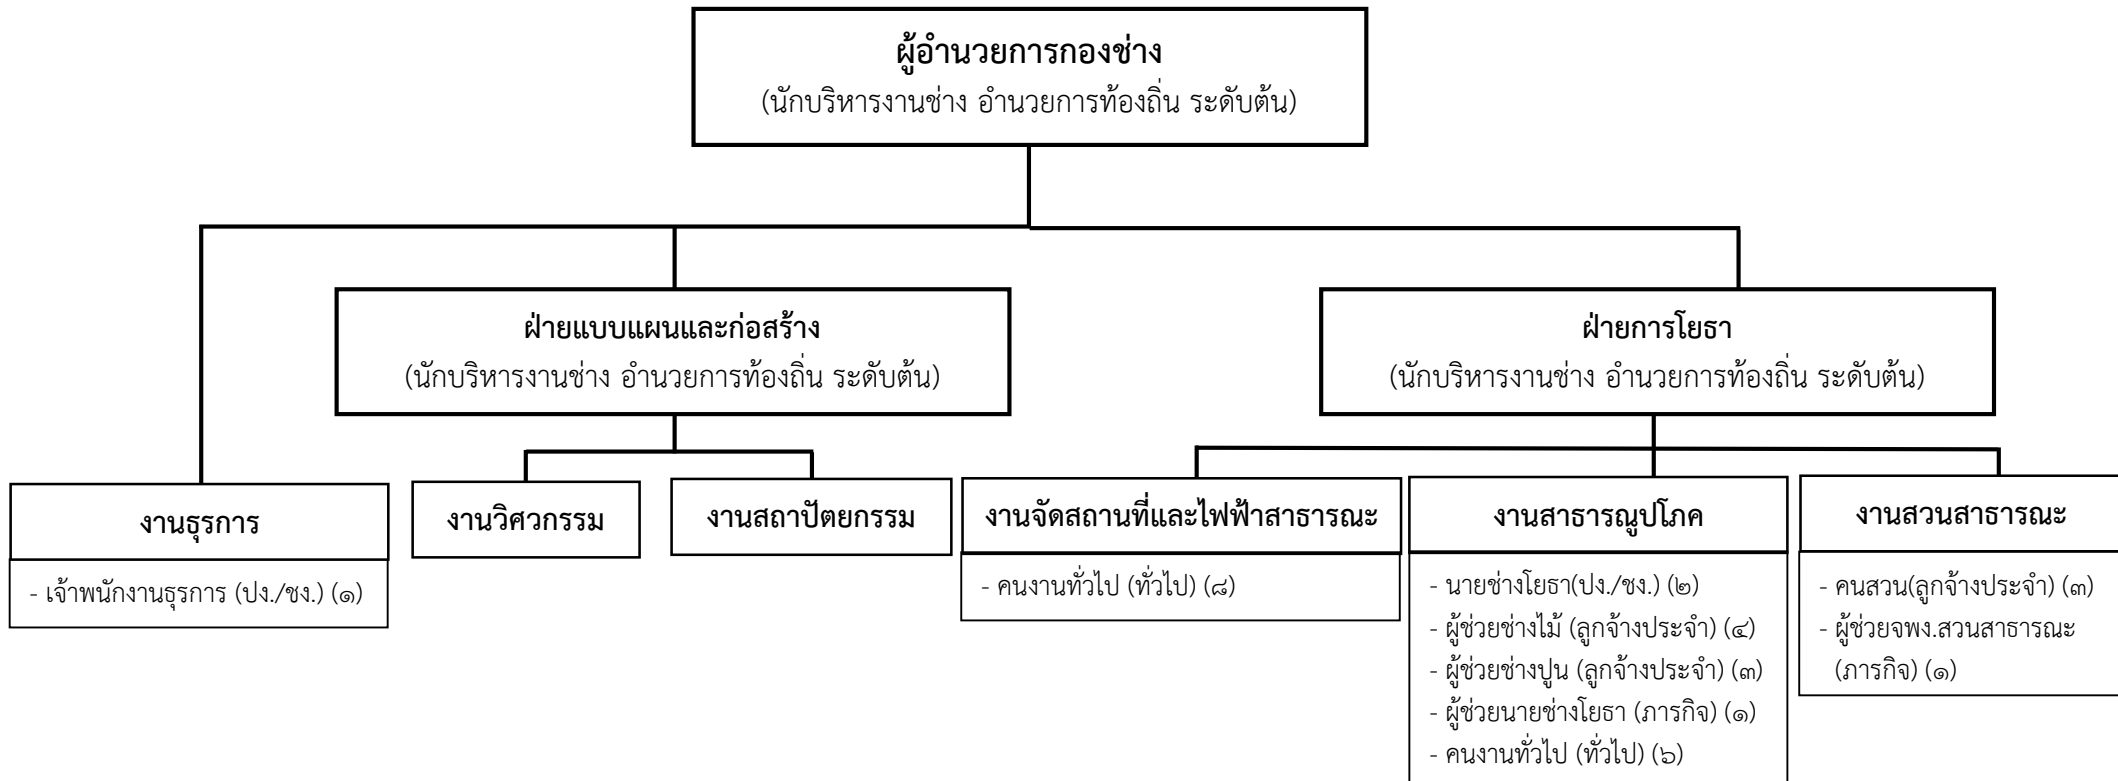 ผู้อำนวยการกองช่าง
(นักบริหารงานช่าง อำนวยการท้องถิ่น ระดับต้น)
ฝ่ายแบบแผนและก่อสร้าง
(นักบริหารงานช่าง อำนวยการท้องถิ่น ระดับต้น)
ฝ่ายการโยธา
(นักบริหารงานช่าง อำนวยการท้องถิ่น ระดับต้น)
งานธุรการ
- เจ้าพนักงานธุรการ (ปง./ชง.) (๑)
งานวิศวกรรม
งานสถาปัตยกรรม
งานจัดสถานที่และไฟฟ้าสาธารณะ
- คนงานทั่วไป (ทั่วไป) (๘)
งานสาธารณูปโภค
- นายช่างโยธา(ปง./ชง.) (๒)
- ผู้ช่วยช่างไม้ (ลูกจ้างประจำ) (๔)
- ผู้ช่วยช่างปูน (ลูกจ้างประจำ) (๓)
- ผู้ช่วยนายช่างโยธา (ภารกิจ) (๑)
- คนงานทั่วไป (ทั่วไป) (๖)
งานสวนสาธารณะ
- คนสวน(ลูกจ้างประจำ) (๓)
- ผู้ช่วยจพง.สวนสาธารณะ
(ภารกิจ) (๑)